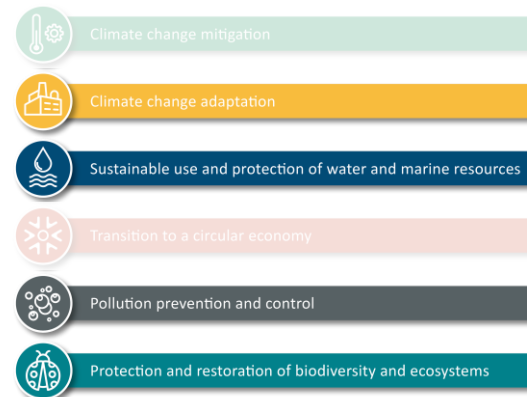 Climate change mitigation
Climate change adaptation
Sustainable use and protection of water and marine resources
Transition to a circular economy
Pollution prevention and control
Protection and restoration of biodiversity and ecosystems